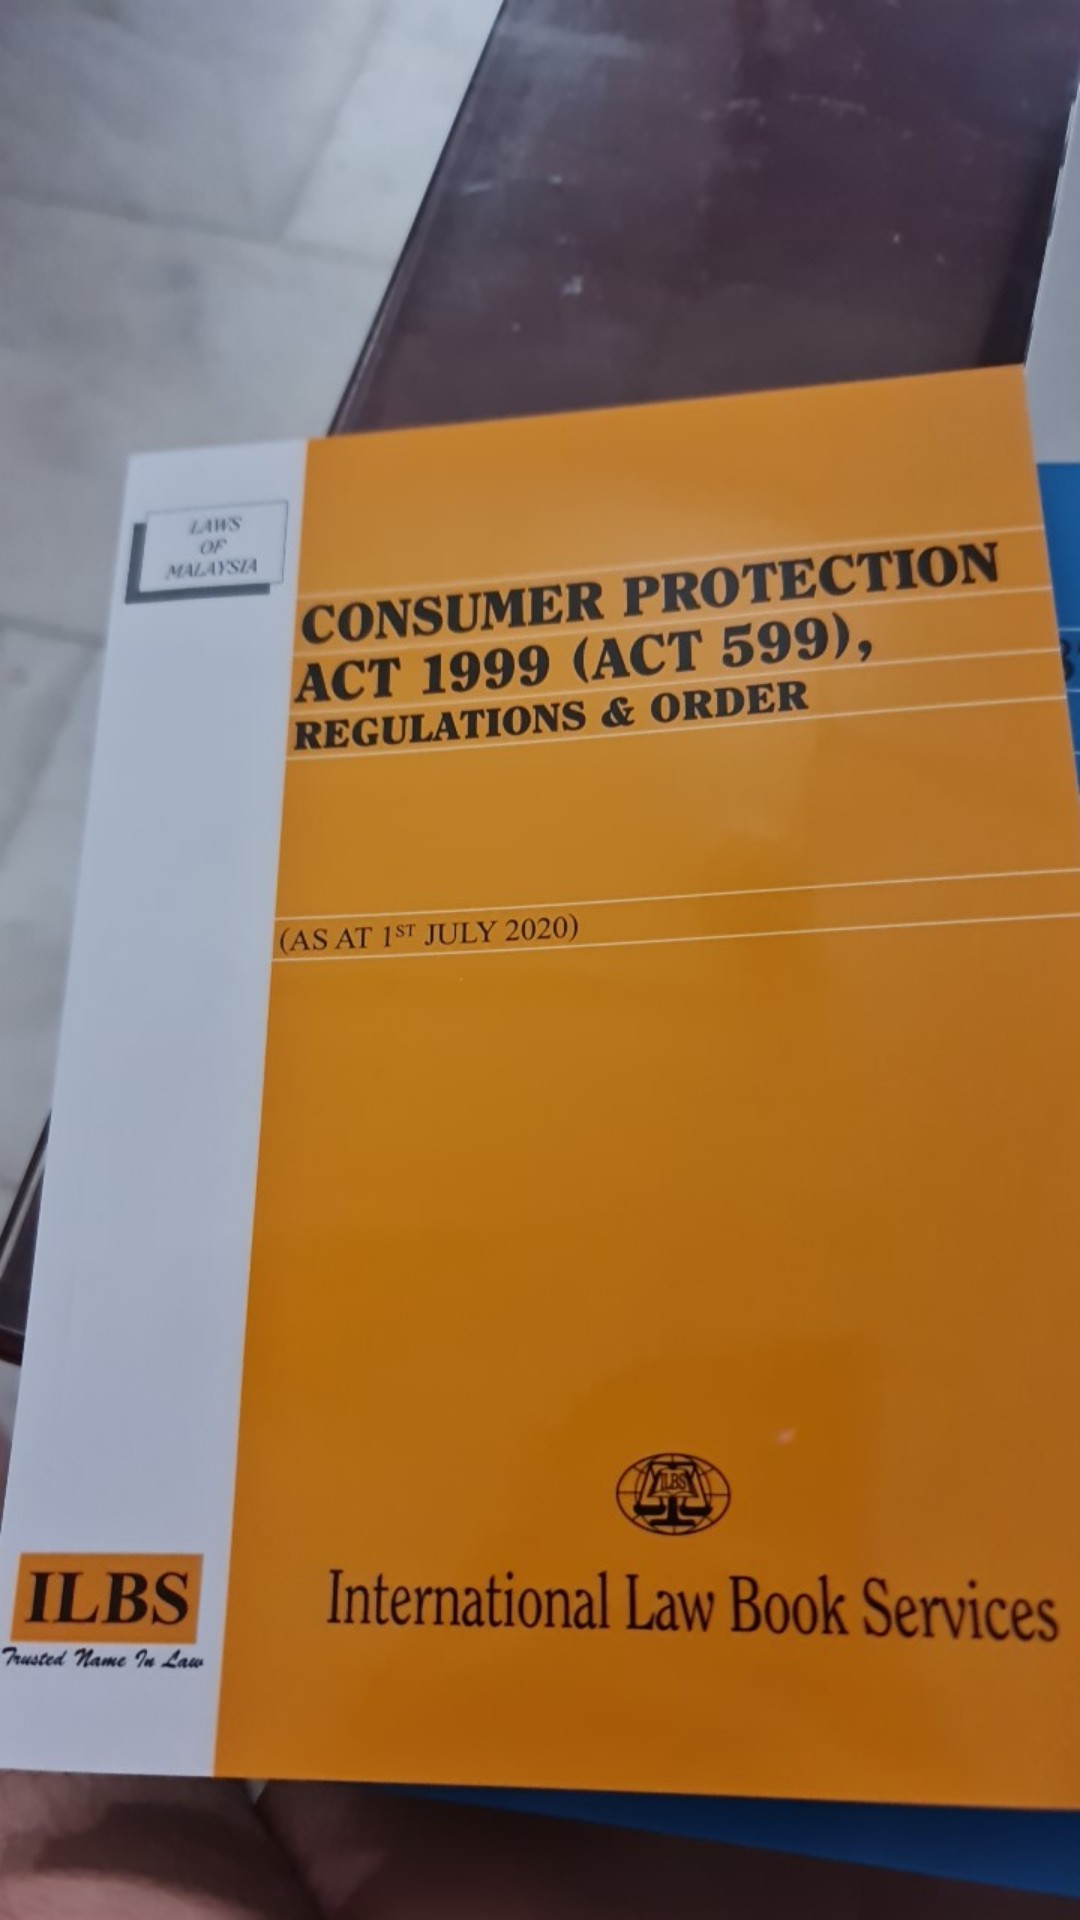 LAWS
OF
MALAYSIA
CONSUMER PROTECTION
ACT 1999 (ACT 599),
REGULATIONS & ORDER
(AS AT 1ST JULY 2020)
ILBS
International Law Book Services
ILBS
Trusted Name In Law